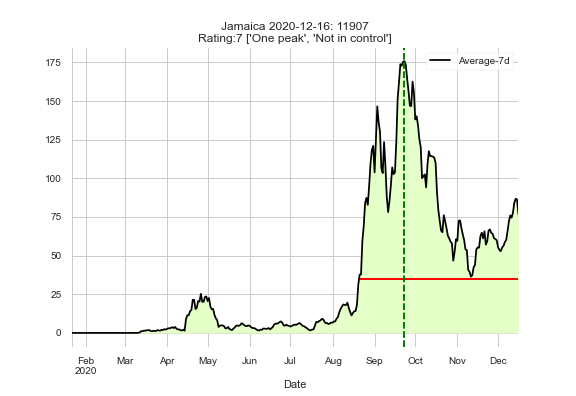 Jamaica 2020-12-16: 11907
Rating:7 ['One peak', 'Not in control']
Average-7d
175
150
125
100
75
50
25
0
Feb Mar Apr May Jun Jul Aug Sep Oct Nov Dec
2020
Date